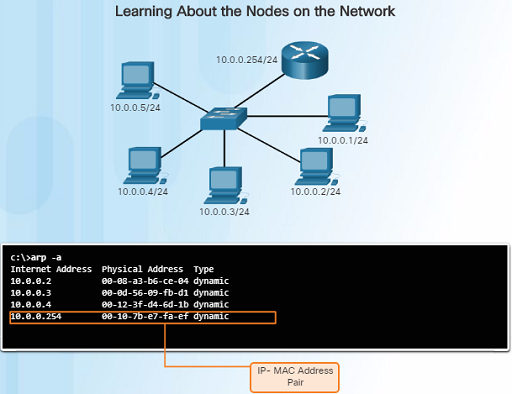 Learning About the Nodes on the Network
10.0.0.254/24
10.0.0.5/24
10.0.0.1/24
10.0.0.4/24
10.0.0.2/24
10.0.0.3/24
c:\>arp -a
Internet Address Physical Address Type
10.0.0.2 00-08-a3-b6-ce-04 dynamic
10.0.0.3 00-0d-56-09-fb-d1 dynamic
10.0.0.4 00-12-3f-d4-6d-1b dynamic
10.0.0.254 00-10-7b-e7-fa-ef dynamic
IP- MAC Address
Pair